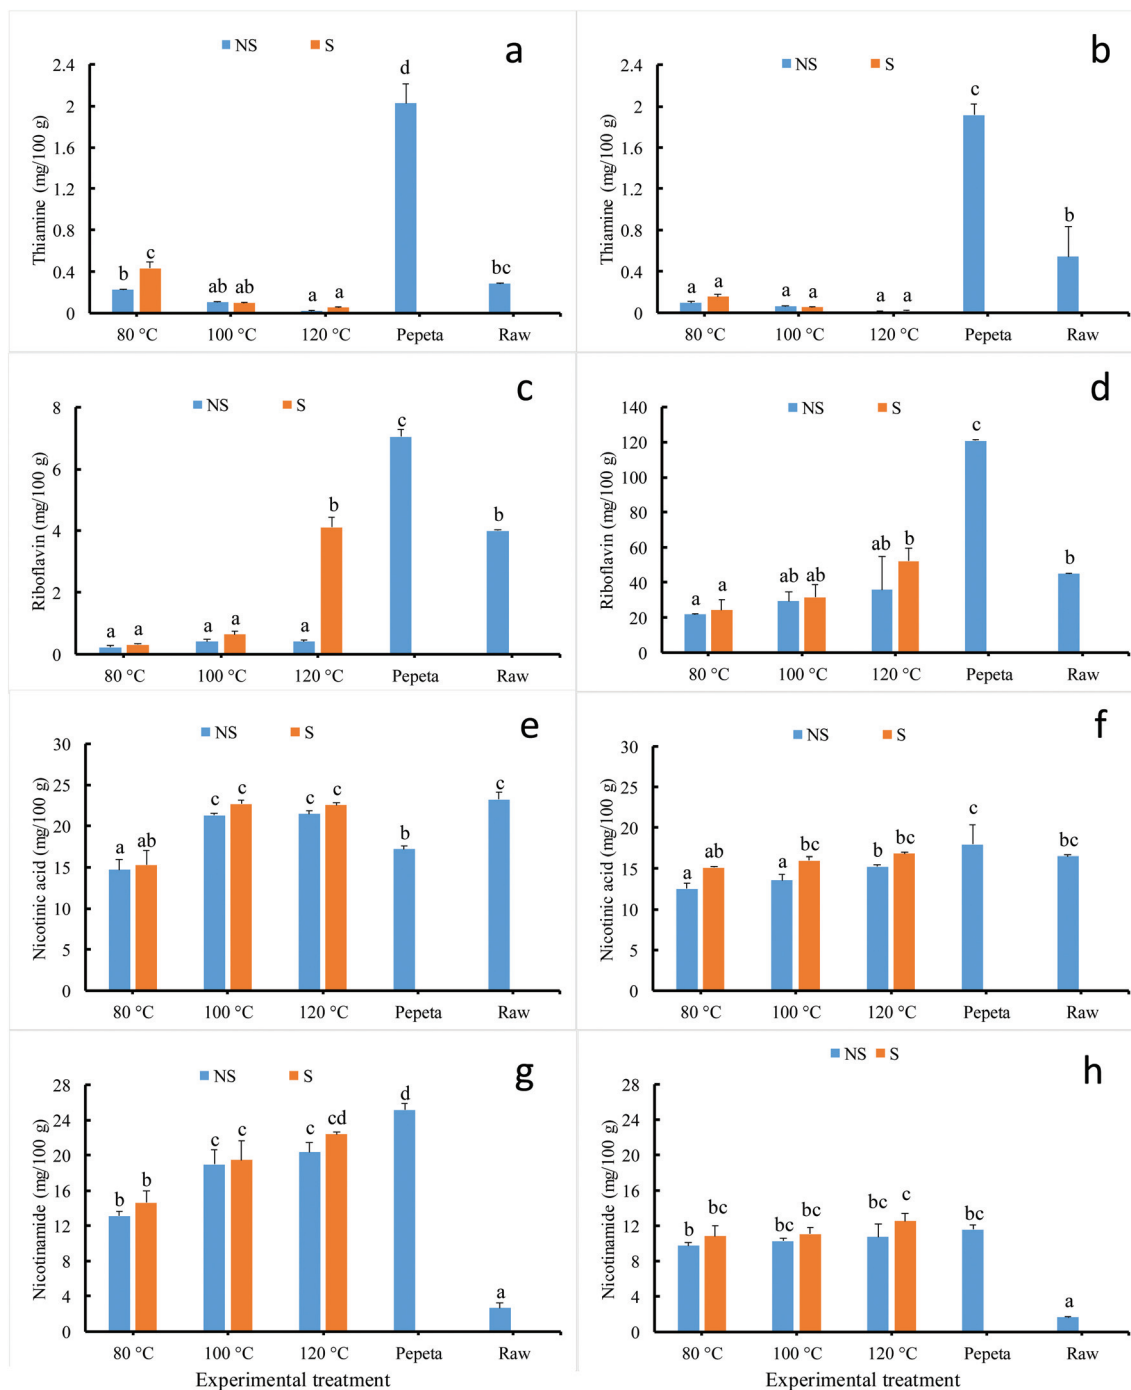 NS S a
Thiamine (mg/100 g)
2.4
2
1.6
1.2
0.8
0.4
0
b c ab ab a a d bc
80 °C 100 °C 120 °C Pepeta Raw
NS S b
Thiamine (mg/100 g)
2.4
2
1.6
1.2
0.8
0.4
0
a a a a a a c b
80 °C 100 °C 120 °C Pepeta Raw
NS S c
Riboflavin (mg/100 g)
8
6
4
2
0
a a a a a b c b
80 °C 100 °C 120 °C Pepeta Raw
NS S d
Riboflavin (mg/100 g)
140
120
100
80
60
40
20
0
a a ab ab ab b c b
80 °C 100 °C 120 °C Pepeta Raw
NS S e
Nicotinic acid (mg/100 g)
30
25
20
15
10
5
0
a ab c c c c b c
80 °C 100 °C 120 °C Pepeta Raw
NS S f
Nicotinic acid (mg/100 g)
30
25
20
15
10
5
0
a ab a bc b bc c bc
80 °C 100 °C 120 °C Pepeta Raw
NS S g
Nicotinamide (mg/100 g)
28
24
20
16
12
8
4
0
b b c c c cd d a
80 °C 100 °C 120 °C Pepeta Raw
Experimental treatment
NS S h
Nicotinamide (mg/100 g)
28
24
20
16
12
8
4
0
b bc bc bc bc c bc a
80 °C 100 °C 120 °C Pepeta Raw
Experimental treatment